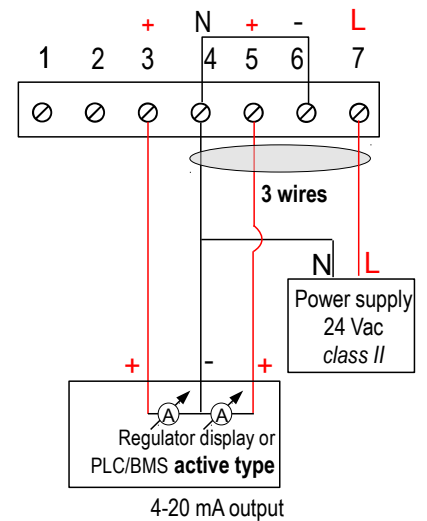 + N + - L
1 2 3 4 5 6 7
3 wires
N L
Power supply
24 Vac
class II
+ - +
A A
Regulator display or
PLC/BMS active type
4-20 mA output